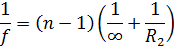 1/f = (n − 1) (1/∞ + 1/R₂)